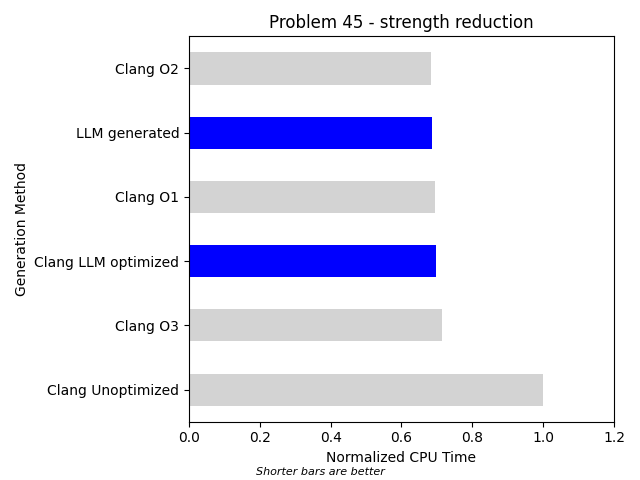 Problem 45 - strength reduction
Clang O2
LLM generated
Clang O1
Clang LLM optimized
Clang O3
Clang Unoptimized
Generation Method
0.0 0.2 0.4 0.6 0.8 1.0 1.2
Normalized CPU Time
Shorter bars are better